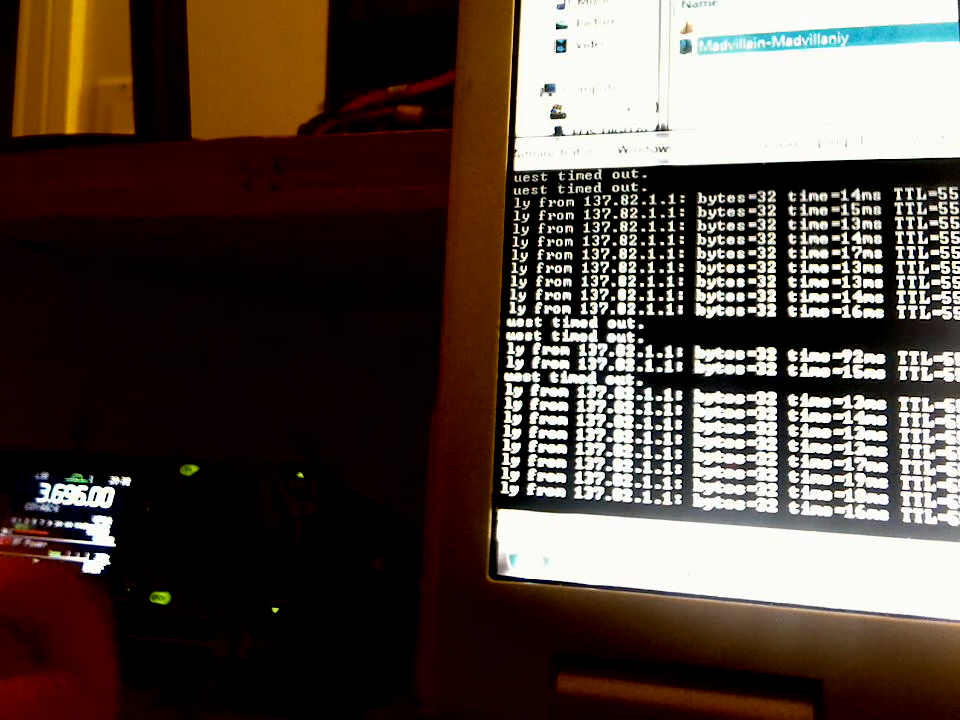 Name
Picture
Video
Madvillain-Madvillaniy
Windows
uest timed out.
uest timed out.
ly from 137.82.1.1: bytes=32 time=14ms TTL=55
ly from 137.82.1.1: bytes=32 time=15ms TTL=55
ly from 137.82.1.1: bytes=32 time=13ms TTL=55
ly from 137.82.1.1: bytes=32 time=14ms TTL=55
ly from 137.82.1.1: bytes=32 time=17ms TTL=55
ly from 137.82.1.1: bytes=32 time=13ms TTL=55
ly from 137.82.1.1: bytes=32 time=13ms TTL=55
ly from 137.82.1.1: bytes=32 time=14ms TTL=55
ly from 137.82.1.1: bytes=32 time=16ms TTL=55
uest timed out.
uest timed out.
ly from 137.82.1.1: bytes=32 time=92ms
ly from 137.82.1.1: bytes=32 time=15ms
uest timed out.
ly from 137.82.1.1: bytes=32 time=13ms
ly from 137.82.1.1: bytes=32 time=14ms
ly from 137.82.1.1: bytes=32
ly from 137.82.1.1: bytes=32
ly from 137.82.1.1: bytes=32 time=17ms
ly from 137.82.1.1: bytes=32 time=19ms
ly from 137.82.1.1: bytes=32 time=18ms
ly from 137.82.1.1: bytes=32 time=16ms
3.696.00